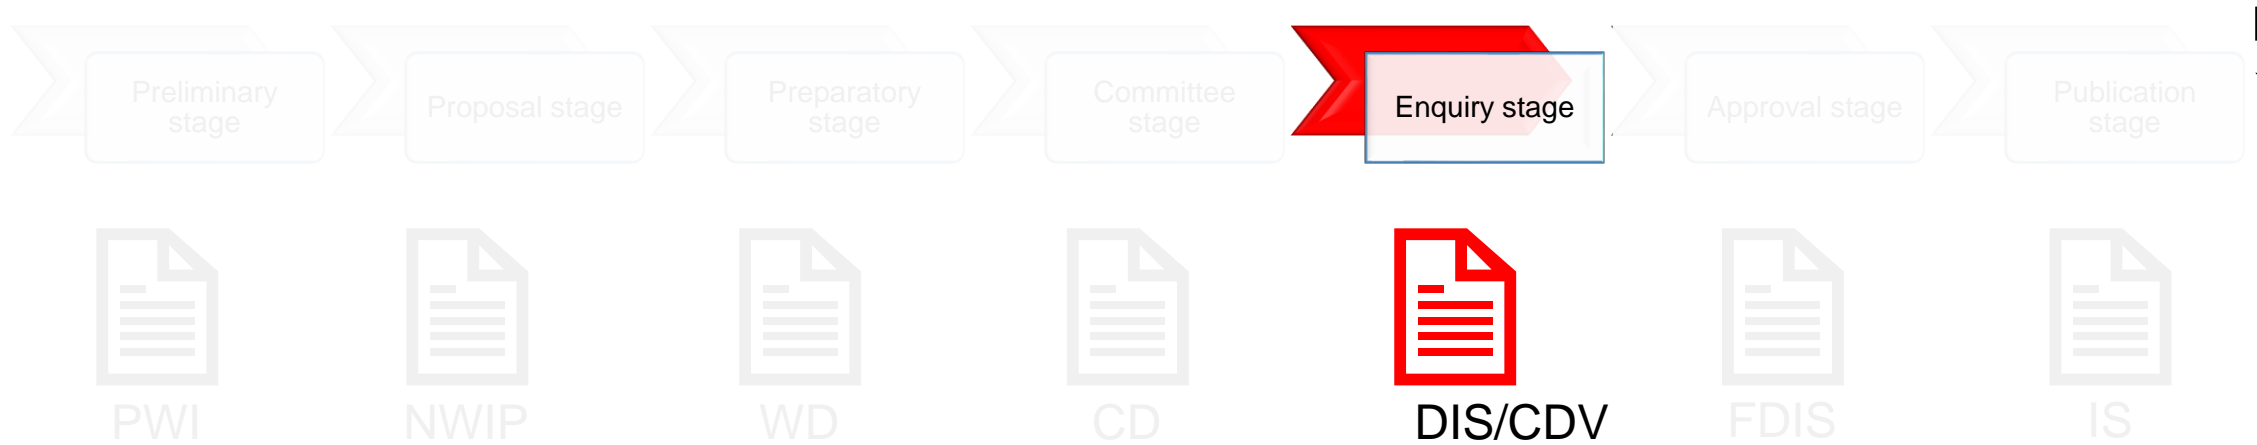 Preliminary
stage
Proposal stage
Preparatory
stage
Committee
stage
Enquiry stage
Approval stage
Publication
stage
PWI
NWIP
WD
CD
DIS/CDV
FDIS
IS